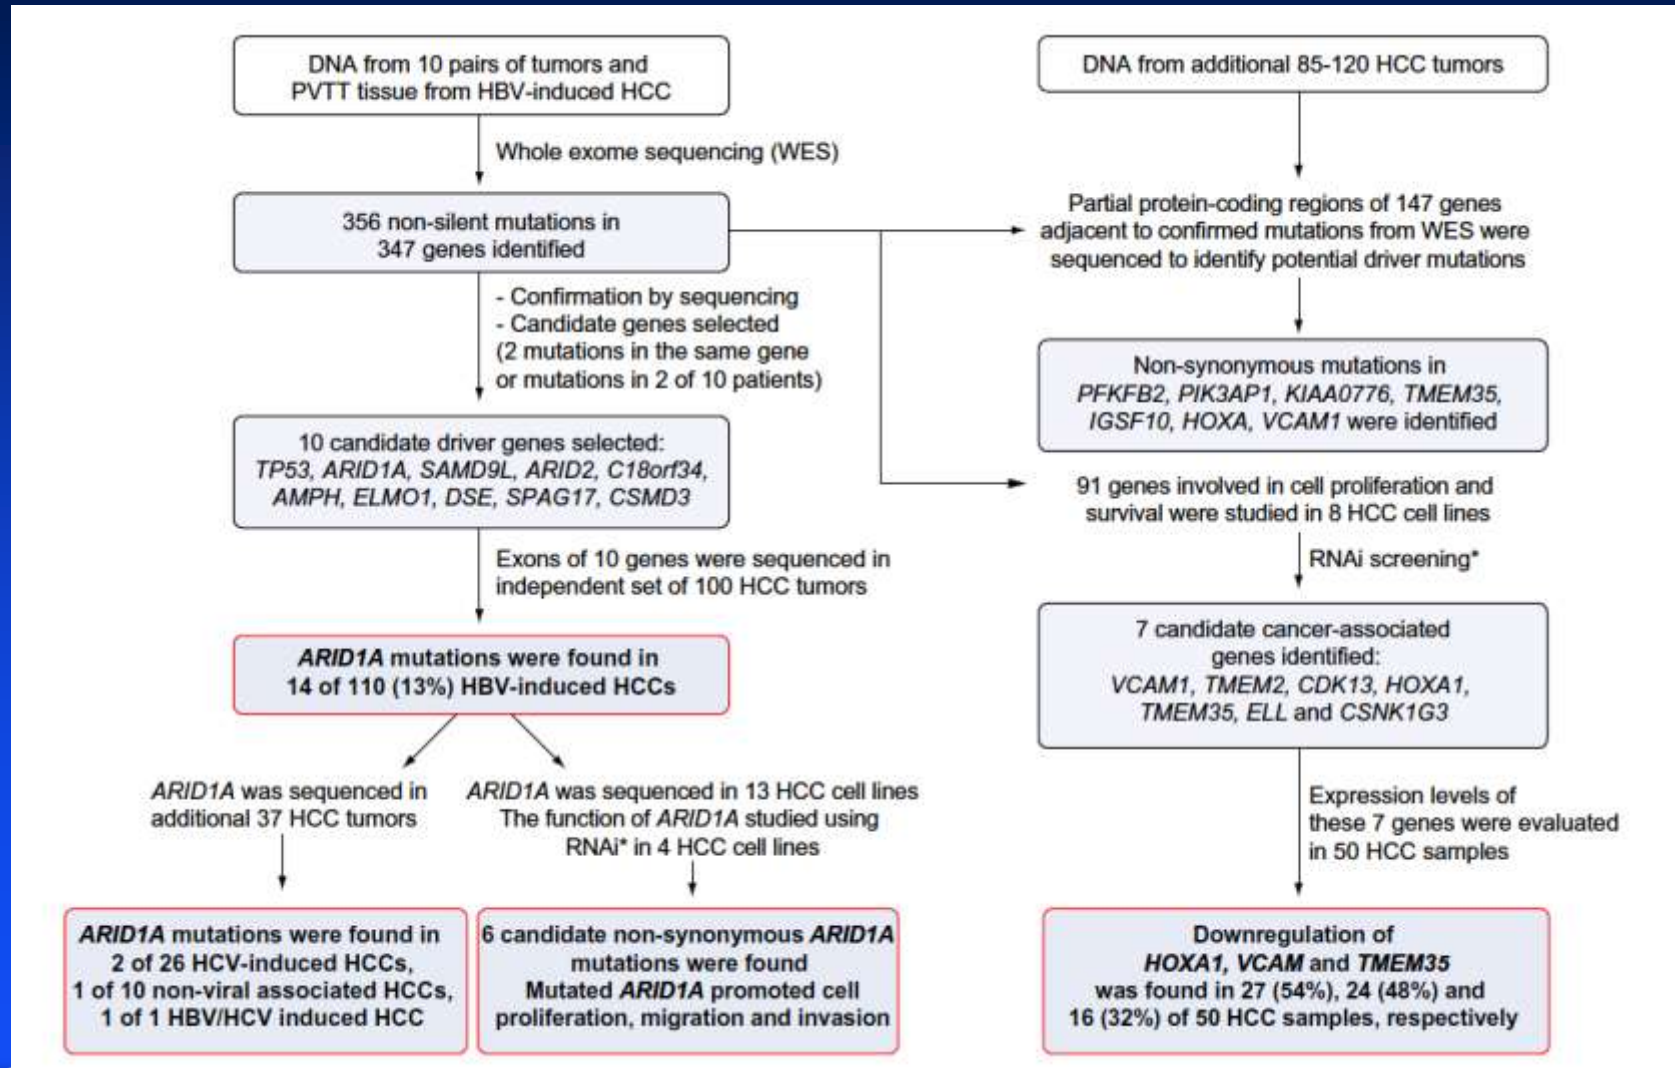 DNA from 10 pairs of tumors and
PVTT tissue from HBV-induced HCC
Whole exome sequencing (WES)
356 non-silent mutations in
347 genes identified
- Confirmation by sequencing
- Candidate genes selected
(2 mutations in the same gene
or mutations in 2 of 10 patients)
10 candidate driver genes selected:
TP53, ARID1A, SAMD9L, ARID2, C18orf34,
AMPH, ELMO1, DSE, SPAG17, CSMD3
Exons of 10 genes were sequenced in
independent set of 100 HCC tumors
ARID1A mutations were found in
14 of 110 (13%) HBV-induced HCCs
ARID1A was sequenced in
additional 37 HCC tumors
ARID1A was sequenced in 13 HCC cell lines
The function of ARID1A studied using
RNAi* in 4 HCC cell lines
ARID1A mutations were found in
2 of 26 HCV-induced HCCs,
1 of 10 non-viral associated HCCs,
1 of 1 HBV/HCV induced HCC
6 candidate non-synonymous ARID1A
mutations were found
Mutated ARID1A promoted cell
proliferation, migration and invasion
DNA from additional 85-120 HCC tumors
Partial protein-coding regions of 147 genes
adjacent to confirmed mutations from WES were
sequenced to identify potential driver mutations
Non-synonymous mutations in
PFKFB2, PIK3AP1, KIAA0776, TMEM35,
IGSF10, HOXA, VCAM1 were identified
91 genes involved in cell proliferation and
survival were studied in 8 HCC cell lines
RNAi screening*
7 candidate cancer-associated
genes identified:
VCAM1, TMEM2, CDK13, HOXA1,
TMEM35, ELL and CSNK1G3
Expression levels of
these 7 genes were evaluated
in 50 HCC samples
Downregulation of
HOXA1, VCAM and TMEM35
was found in 27 (54%), 24 (48%) and
16 (32%) of 50 HCC samples, respectively